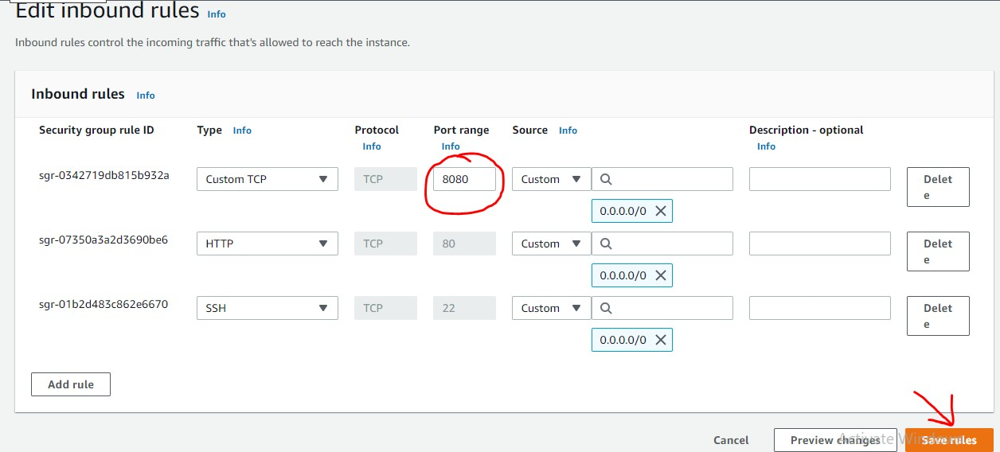 Edit inbound rules Info
Inbound rules control the incoming traffic that's allowed to reach the instance.
Inbound rules Info
Security group rule ID Type Info Protocol Info Port range Info Source Info Description - optional Info
sgr-0342719db815b932a Custom TCP TCP 8080 Custom Delete
0.0.0.0/0
sgr-07350a3a2d3690be6 HTTP TCP 80 Custom Delete
0.0.0.0/0
sgr-01b2d483c862e6670 SSH TCP 22 Custom Delete
0.0.0.0/0
Add rule
Cancel Preview changes Save rules
Activate Windows